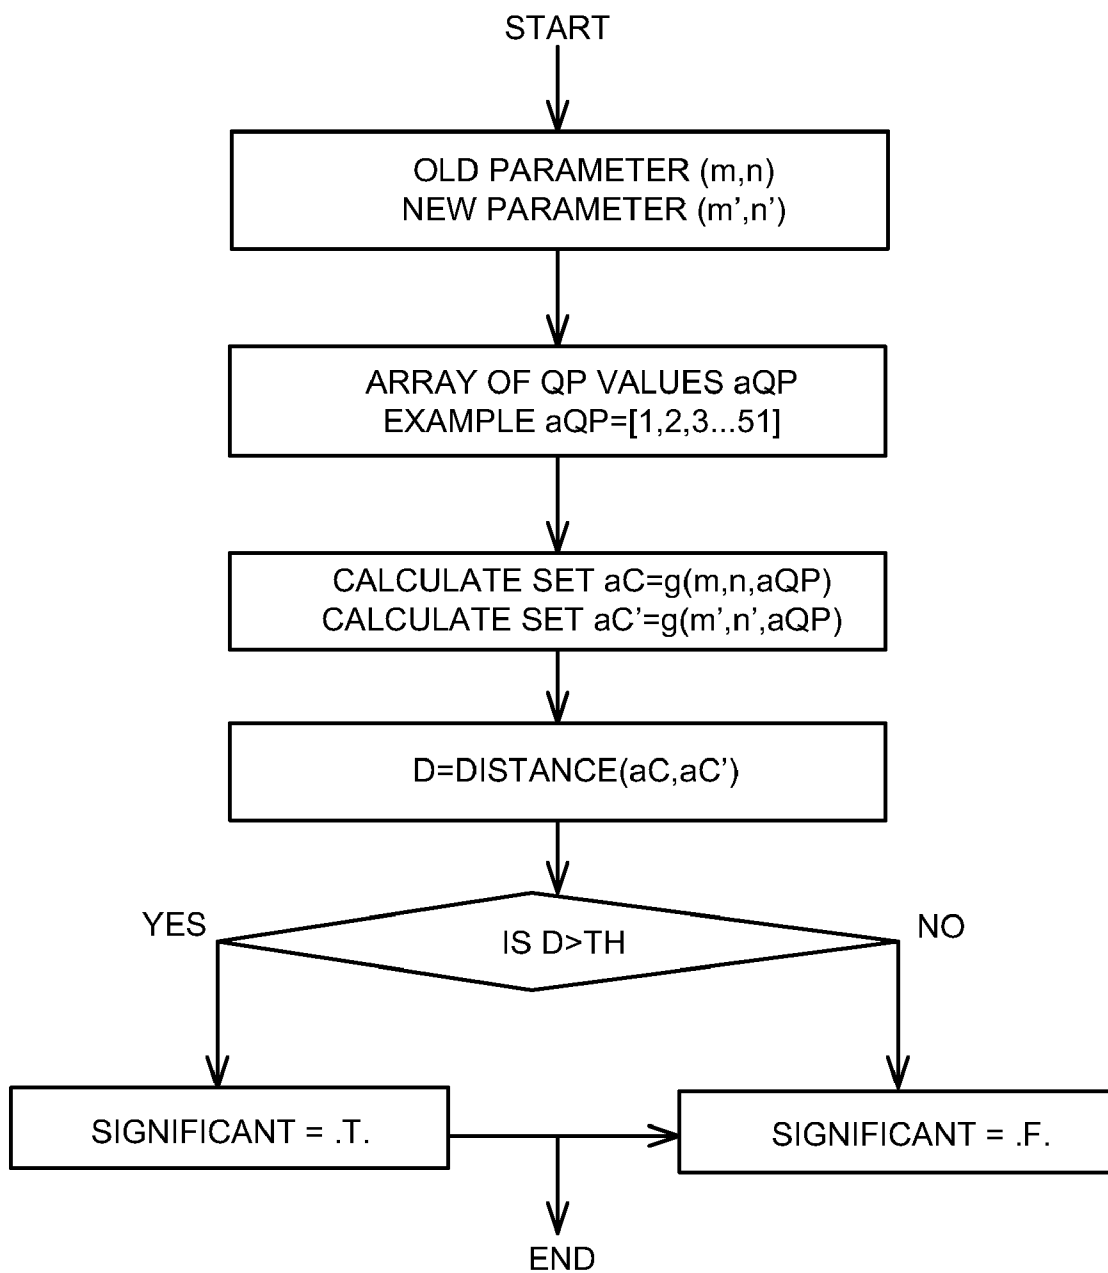 START
OLD PARAMETER (m,n)
NEW PARAMETER (m’,n’)
ARRAY OF QP VALUES aQP
EXAMPLE aQP=[1,2,3...51]
CALCULATE SET aC=g(m,n,aQP)
CALCULATE SET aC’=g(m’,n’,aQP)
D=DISTANCE(aC,aC’)
YES
IS D>TH
NO
SIGNIFICANT = .T.
SIGNIFICANT = .F.
END